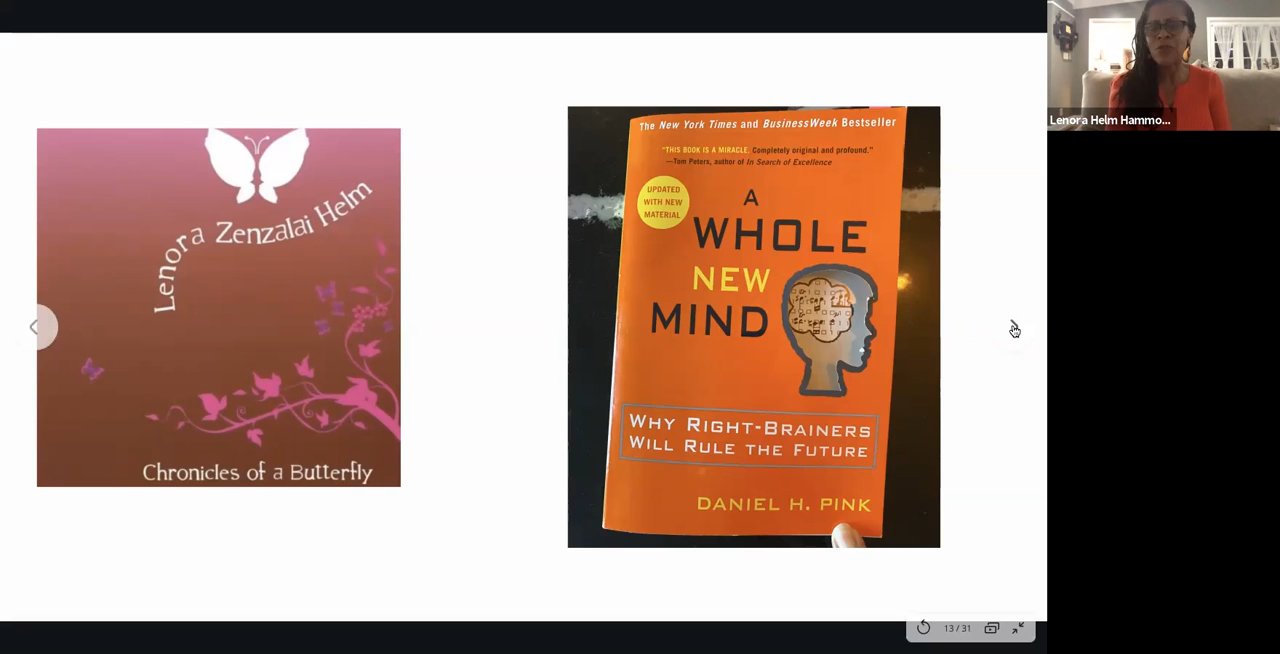 Lenora Zenzalai Helm
Chronicles of a Butterfly
The New York Times and BusinessWeek Bestseller
"THIS BOOK IS A MIRACLE. Completely original and profound."
—Tom Peters, author of In Search of Excellence
UPDATED
WITH NEW
MATERIAL
A
WHOLE
NEW
MIND
WHY RIGHT-BRAINERS
WILL RULE THE FUTURE
DANIEL H. PINK
Lenora Helm Hammo...
13 / 31